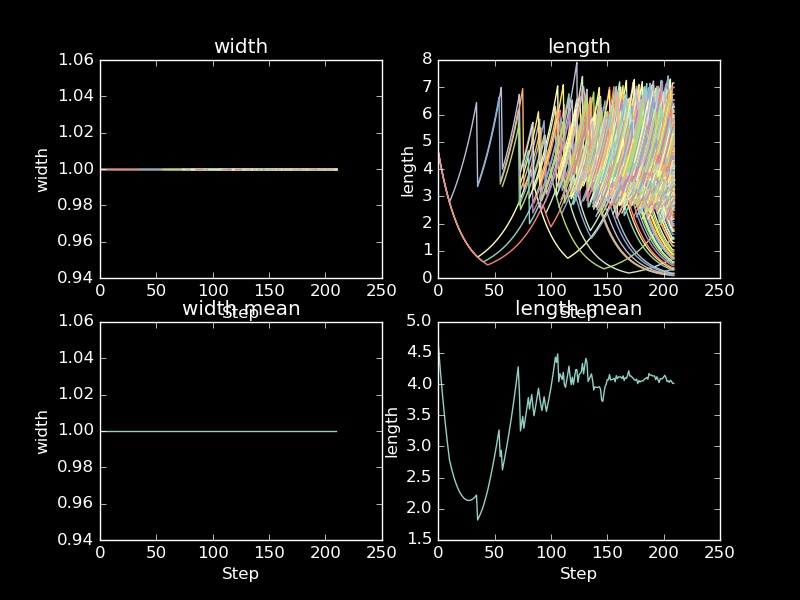 width
length
1.06
1.04
1.02
1.00
0.98
0.96
0.94
width
0 50 100 150 200 250
Step
8
7
6
5
4
3
2
1
0
length
0 50 100 150 200 250
Step
width mean
length mean
1.06
1.04
1.02
1.00
0.98
0.96
0.94
width
0 50 100 150 200 250
Step
5.0
4.5
4.0
3.5
3.0
2.5
2.0
1.5
length
0 50 100 150 200 250
Step